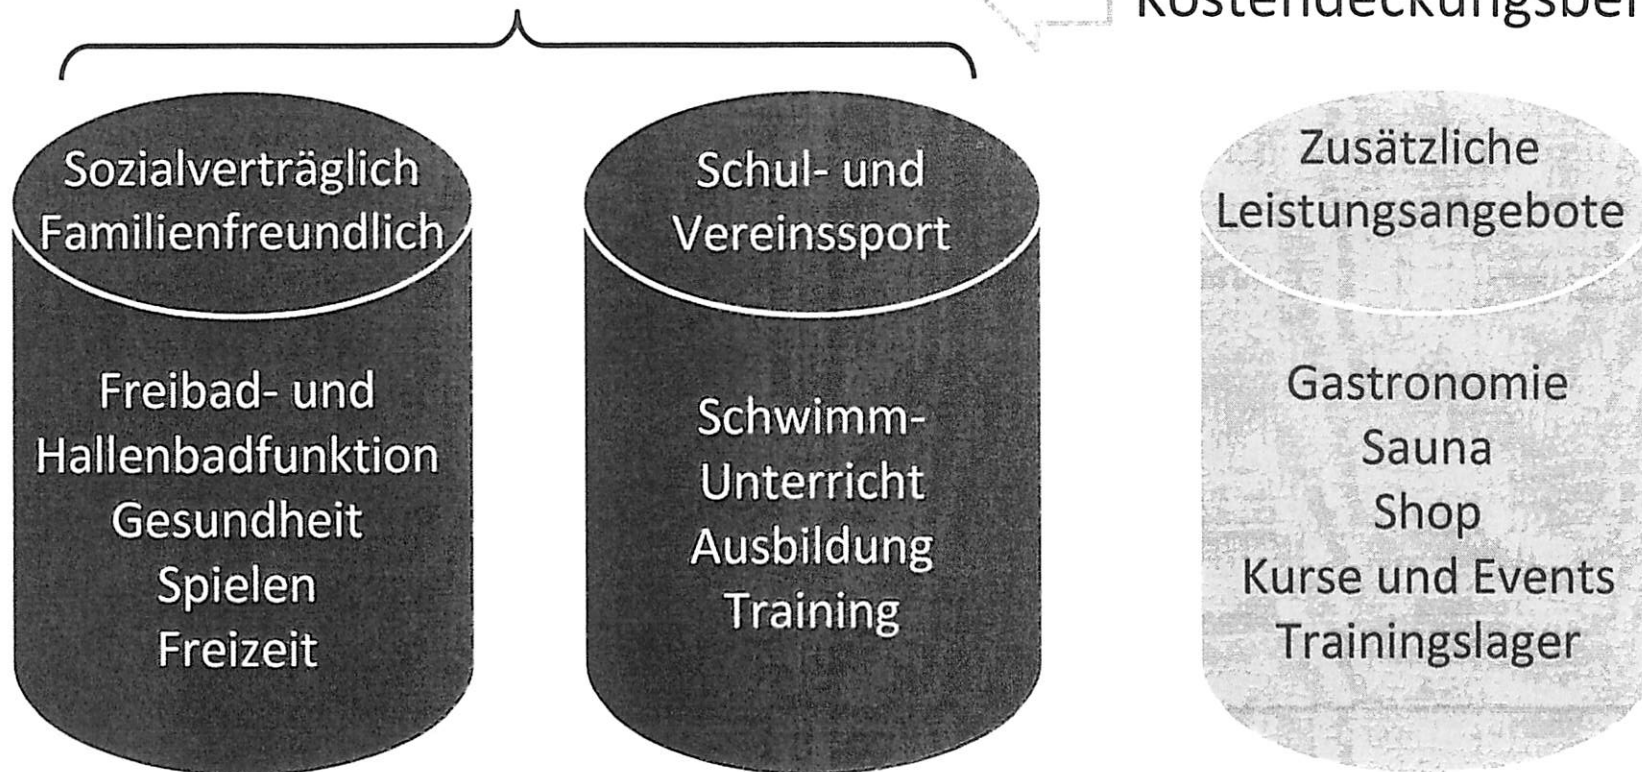 Sozialverträglich
Familienfreundlich
Freibad- und
Hallenbadfunktion
Gesundheit
Spielen
Freizeit
Schul- und
Vereinssport
Schwimm-
Unterricht
Ausbildung
Training
Zusätzliche
Leistungsangebote
Gastronomie
Sauna
Shop
Kurse und Events
Trainingslager